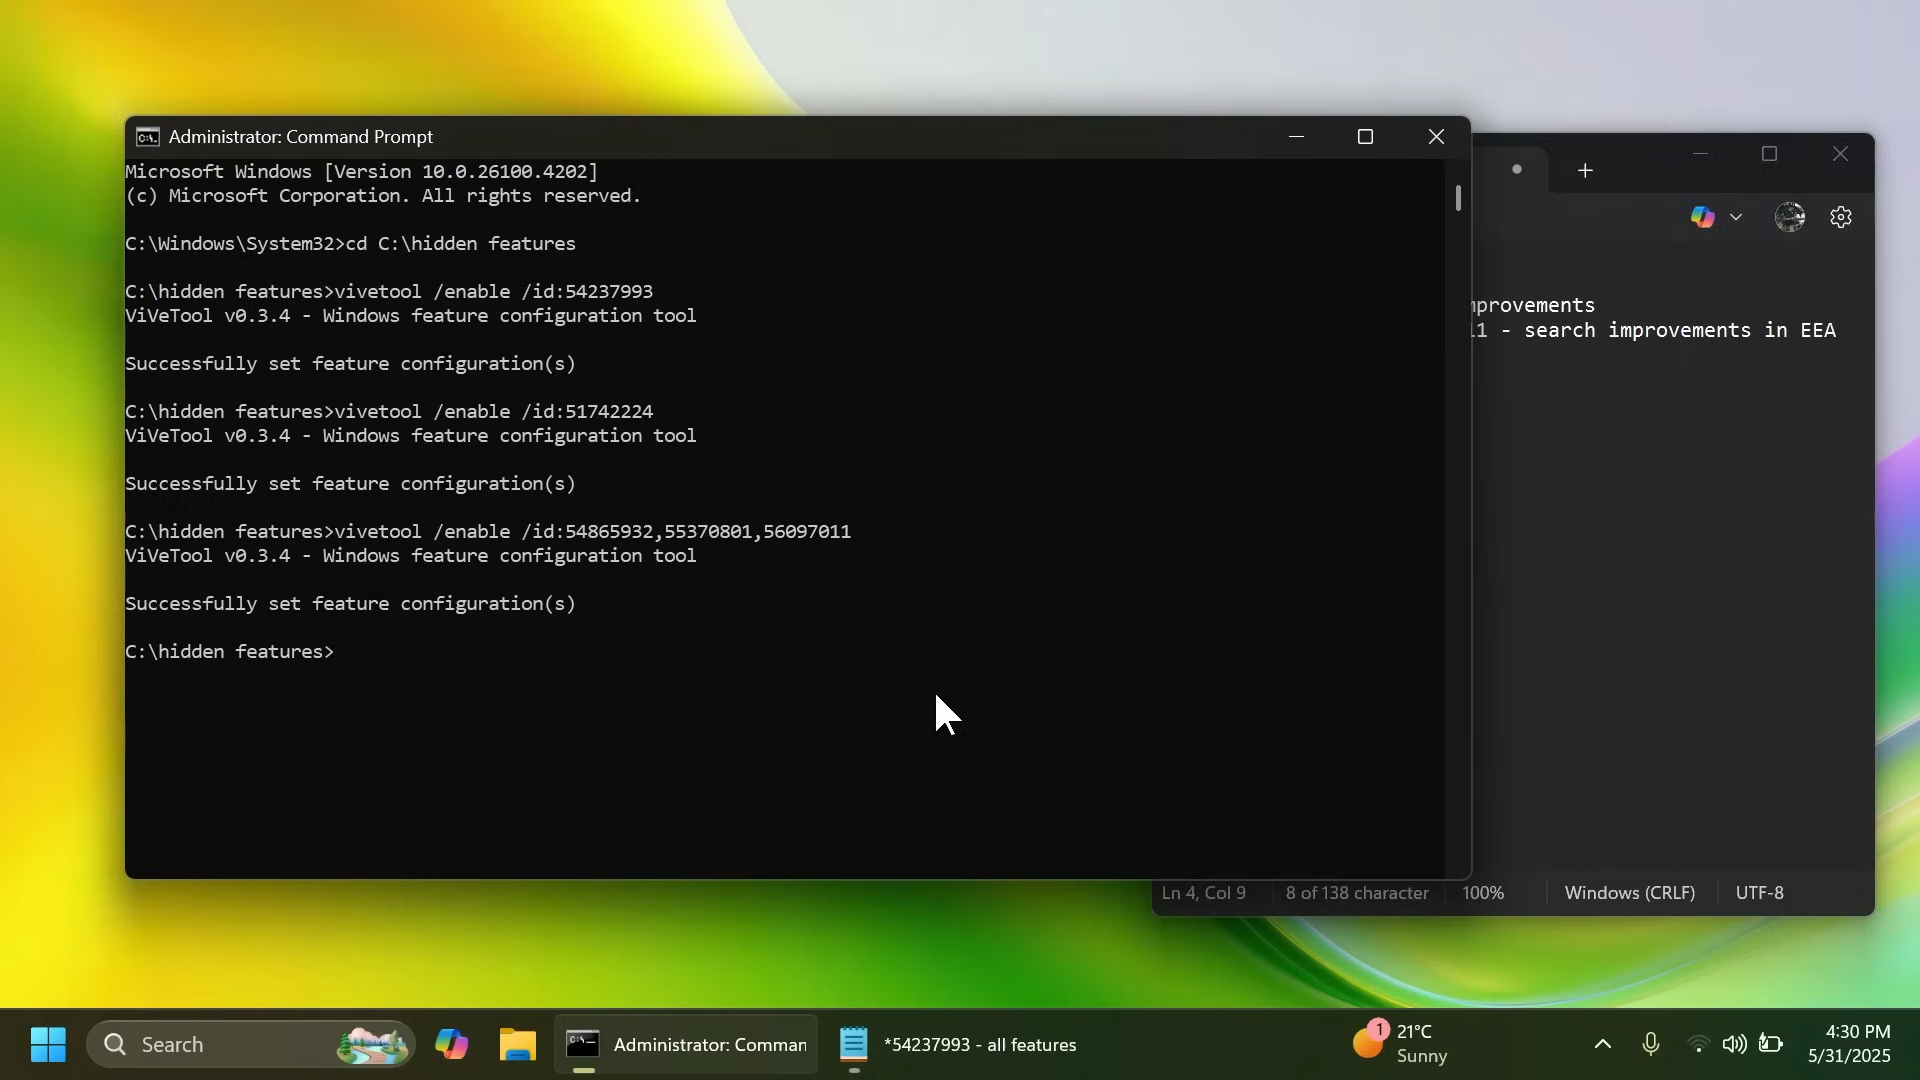 Administrator: Command Prompt
Microsoft Windows [Version 10.0.26100.4202]
(c) Microsoft Corporation. All rights reserved.
C:\Windows\System32>cd C:\hidden features
C:\hidden features>vivetool /enable /id:54237993
ViVeTool v0.3.4 - Windows feature configuration tool
Successfully set feature configuration(s)
C:\hidden features>vivetool /enable /id:51742224
ViVeTool v0.3.4 - Windows feature configuration tool
Successfully set feature configuration(s)
C:\hidden features>vivetool /enable /id:54865932,55370801,56097011
ViVeTool v0.3.4 - Windows feature configuration tool
Successfully set feature configuration(s)
C:\hidden features>
mprovements
11 - search improvements in EEA
Ln 4, Col 9 8 of 138 character 100% Windows (CRLF) UTF-8
Search
Administrator: Comman
*54237993 - all features
1
21°C
Sunny
4:30 PM
5/31/2025